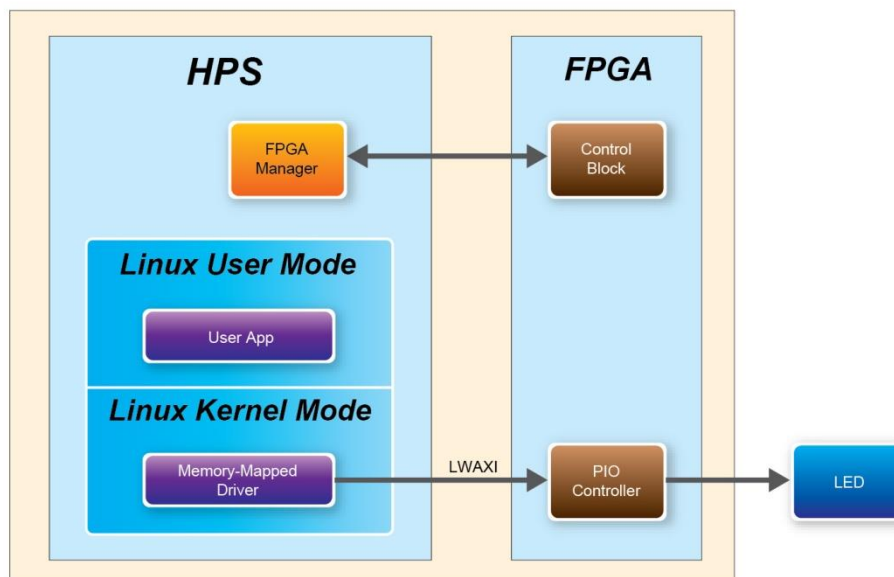 HPS
FPGA
FPGA
Manager
Control
Block
Linux User Mode
User App
Linux Kernel Mode
Memory-Mapped
Driver
LWAXI
PIO
Controller
LED